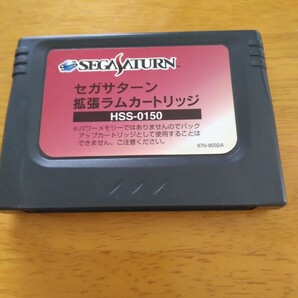 SEGASATURN
セガサターン
拡張ラムカートリッジ
HSS-0150
※パワーメモリーではありませんのでバック
アップカートリッジとして使用することは
できません。ご注意ください。
670-9032A